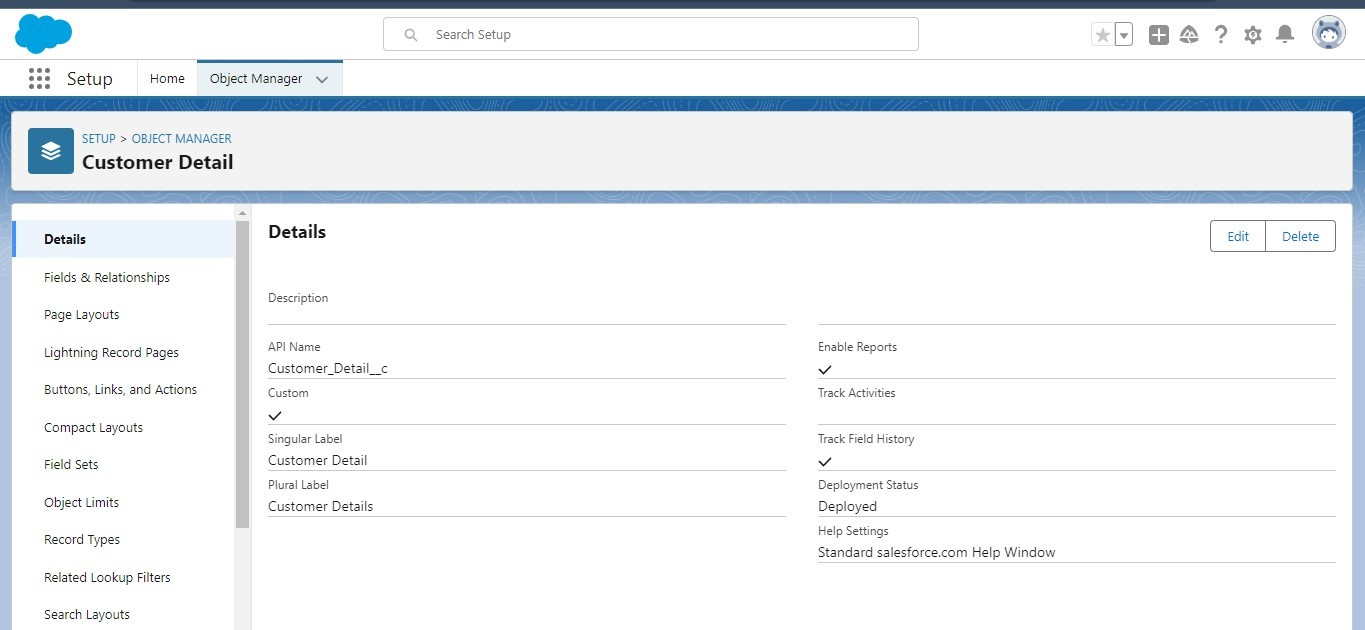 Search Setup
Setup
Home
Object Manager
SETUP > OBJECT MANAGER
Customer Detail
Details
Fields & Relationships
Page Layouts
Lightning Record Pages
Buttons, Links, and Actions
Compact Layouts
Field Sets
Object Limits
Record Types
Related Lookup Filters
Search Layouts
Details
Edit
Delete
Description
API Name
Customer_Detail__c
Custom
Singular Label
Customer Detail
Plural Label
Customer Details
Enable Reports
Track Activities
Track Field History
Deployment Status
Deployed
Help Settings
Standard salesforce.com Help Window